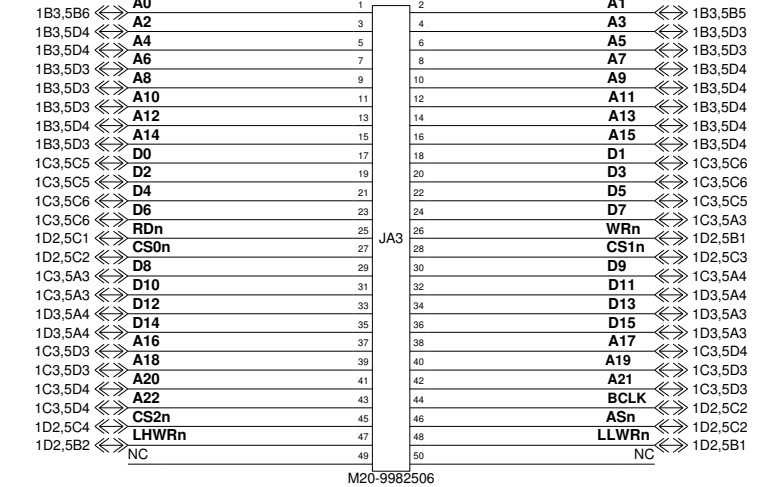 1B3,5B6 A0 1 2 A1 1B3,5B5
1B3,5D4 A2 3 4 A3 1B3,5D3
1B3,5D4 A4 5 6 A5 1B3,5D3
1B3,5D3 A6 7 8 A7 1B3,5D4
1B3,5D3 A8 9 10 A9 1B3,5D4
1B3,5D3 A10 11 12 A11 1B3,5D4
1B3,5D4 A12 13 14 A13 1B3,5D4
1B3,5D3 A14 15 16 A15 1B3,5D4
1C3,5C5 D0 17 18 D1 1C3,5C6
1C3,5C5 D2 19 20 D3 1C3,5C6
1C3,5C6 D4 21 22 D5 1C3,5C5
1C3,5C6 D6 23 24 D7 1C3,5A3
1D2,5C1 RDn 25 26 WRn 1D2,5B1
JA3
1D2,5C2 CS0n 27 28 CS1n 1D2,5C3
1C3,5A3 D8 29 30 D9 1C3,5A4
1C3,5A3 D10 31 32 D11 1D3,5A4
1D3,5A4 D12 33 34 D13 1D3,5A3
1D3,5A4 D14 35 36 D15 1D3,5A3
1C3,5D3 A16 37 38 A17 1C3,5D4
1C3,5D3 A18 39 40 A19 1C3,5D3
1C3,5D4 A20 41 42 A21 1C3,5D3
1C3,5D4 A22 43 44 BCLK 1D2,5C2
1D2,5C4 CS2n 45 46 ASn 1D2,5C2
1D2,5B2 LHWRn 47 48 LLWRn 1D2,5B1
NC 49 50 NC
M20-9982506